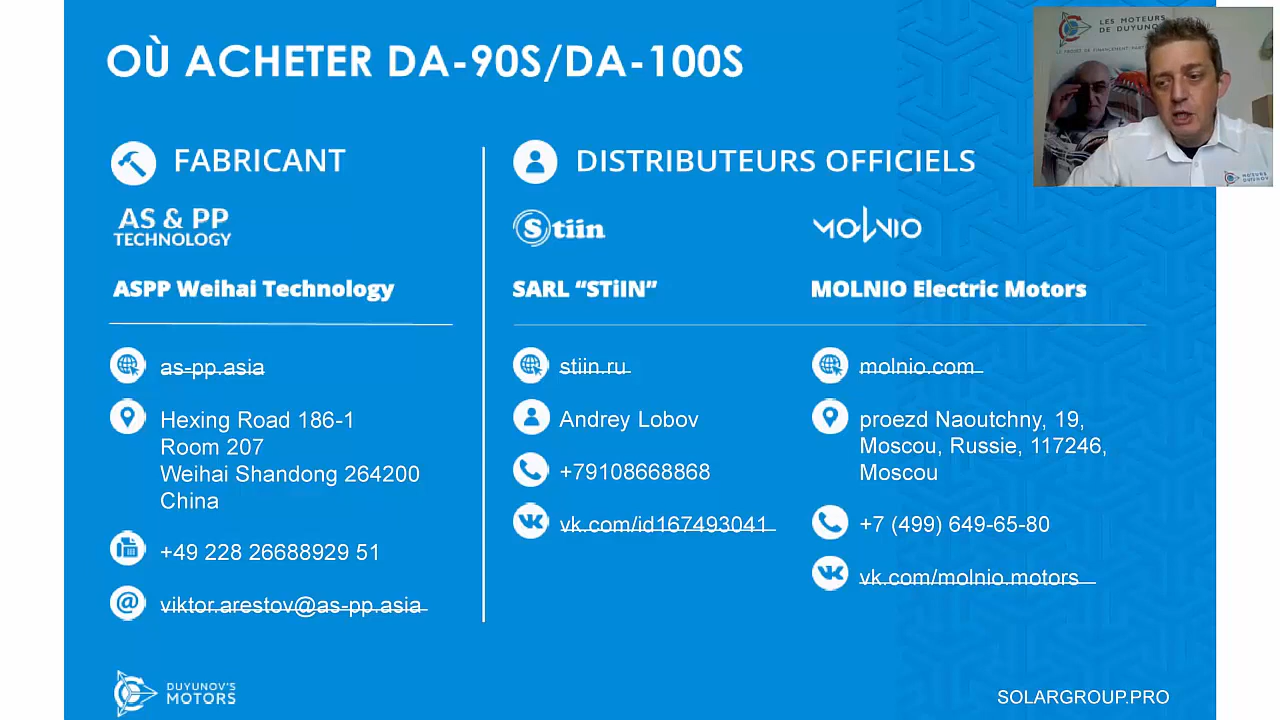 OÙ ACHETER DA-90S/DA-100S
LES MOTEURS
DE DUYUNO
FABRICANT
AS & PP
TECHNOLOGY
ASPP Weihai Technology
as-pp.asia
Hexing Road 186-1
Room 207
Weihai Shandong 264200
China
+49 228 26688929 51
viktor.arestov@as-pp.asia
DISTRIBUTEURS OFFICIELS
Stiin
SARL “STiIN”
stiin.ru
Andrey Lobov
+79108668868
vk.com/id167493041
MOLNIO
MOLNIO Electric Motors
molnio.com
proezd Naoutchny, 19,
Moscou, Russie, 117246,
Moscou
+7 (499) 649-65-80
vk.com/molnio.motors
DUYUNOV'S
MOTORS
SOLARGROUP.PRO